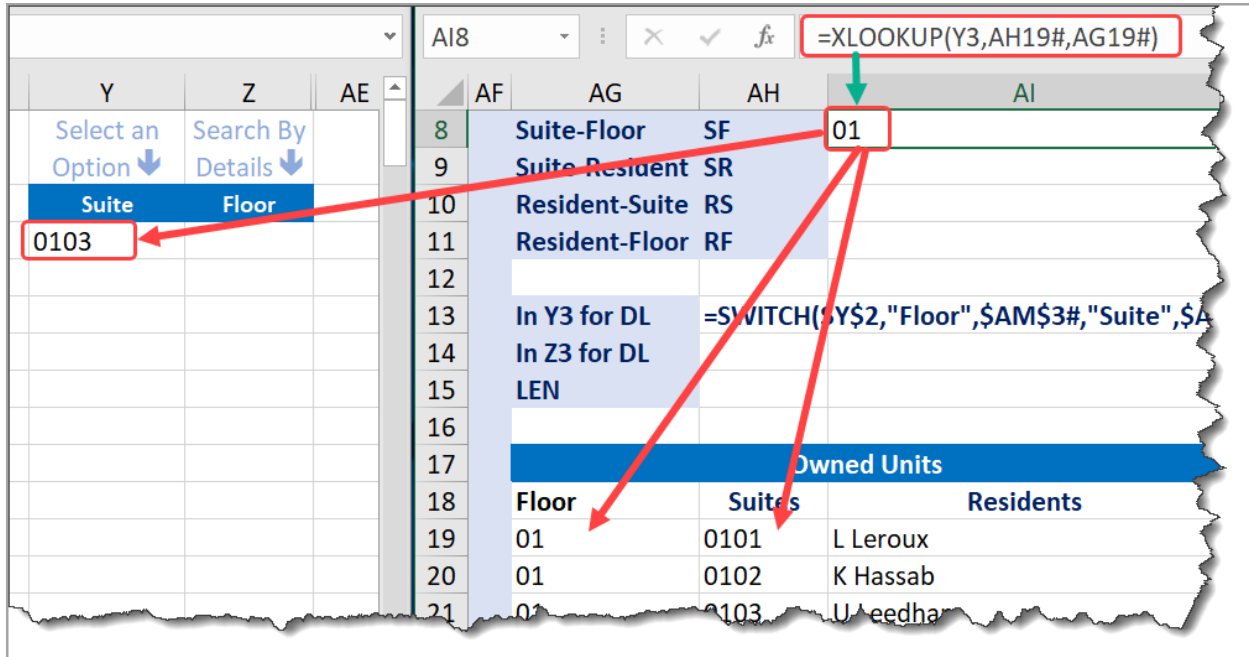 AI8 fx =XLOOKUP(Y3,AH19#,AG19#)
Y Z AE
Select an Option
Search By Details
Suite Floor
0103
AF AG AH AI
8 Suite-Floor SF 01
9 Suite-Resident SR
10 Resident-Suite RS
11 Resident-Floor RF
12
13 In Y3 for DL =SWITCH($Y$2,"Floor",$AM$3#,"Suite",$A
14 In Z3 for DL
15 LEN
16
17 Owned Units
18 Floor Suites Residents
19 01 0101 L Leroux
20 01 0102 K Hassab
21 01 0103